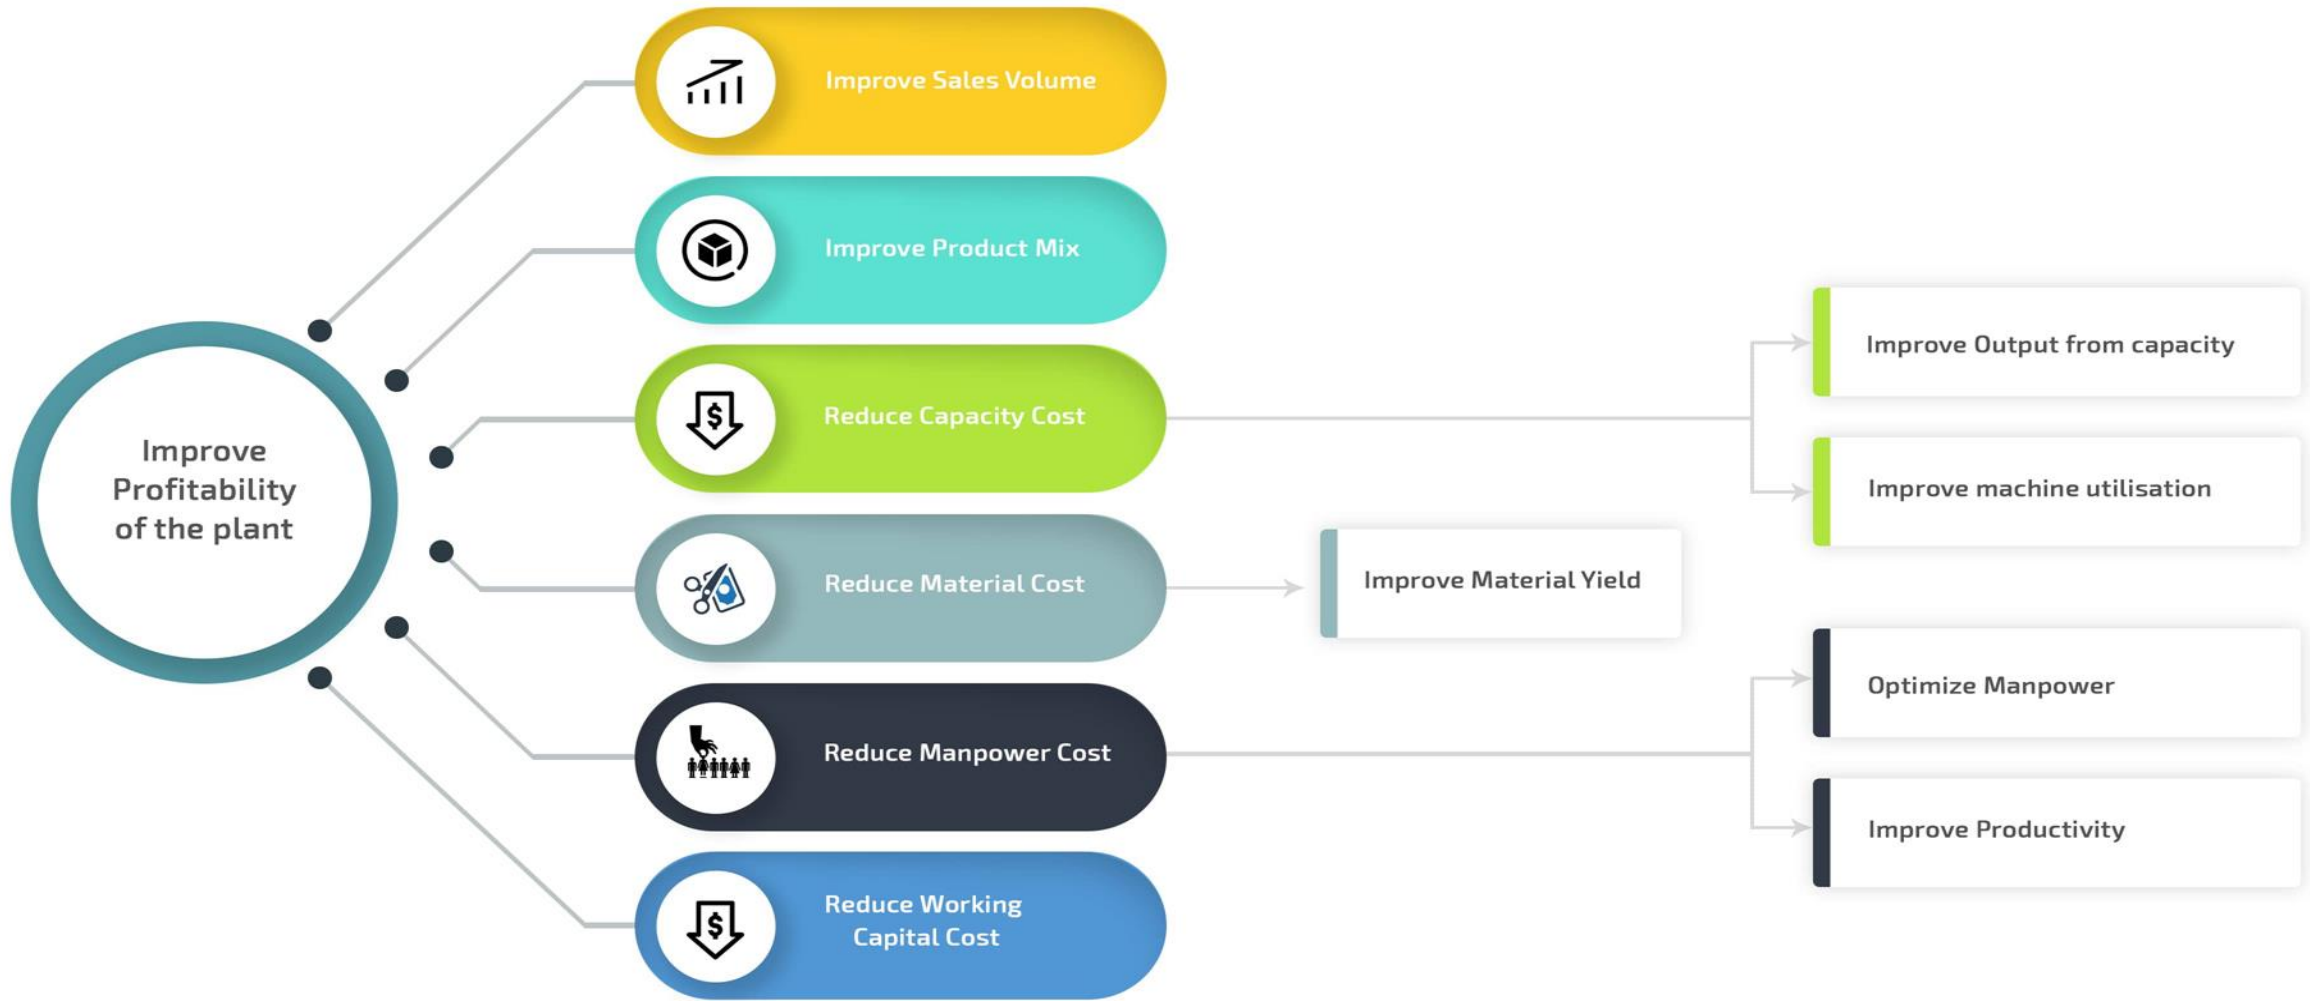 Improve
Profitability
of the plant
Improve Sales Volume
Improve Product Mix
Reduce Capacity Cost
Reduce Material Cost
Reduce Manpower Cost
Reduce Working
Capital Cost
Improve Material Yield
Improve Output from capacity
Improve machine utilisation
Optimize Manpower
Improve Productivity